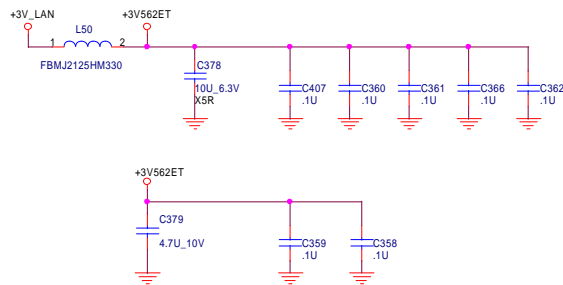 +3V_LAN
+3V562ET
L50
1
2
FBMJ2125HM330
C378
10U_6.3V
X5R
C407
.1U
C360
.1U
C361
.1U
C366
.1U
C362
.1U
+3V562ET
C379
4.7U_10V
C359
.1U
C358
.1U